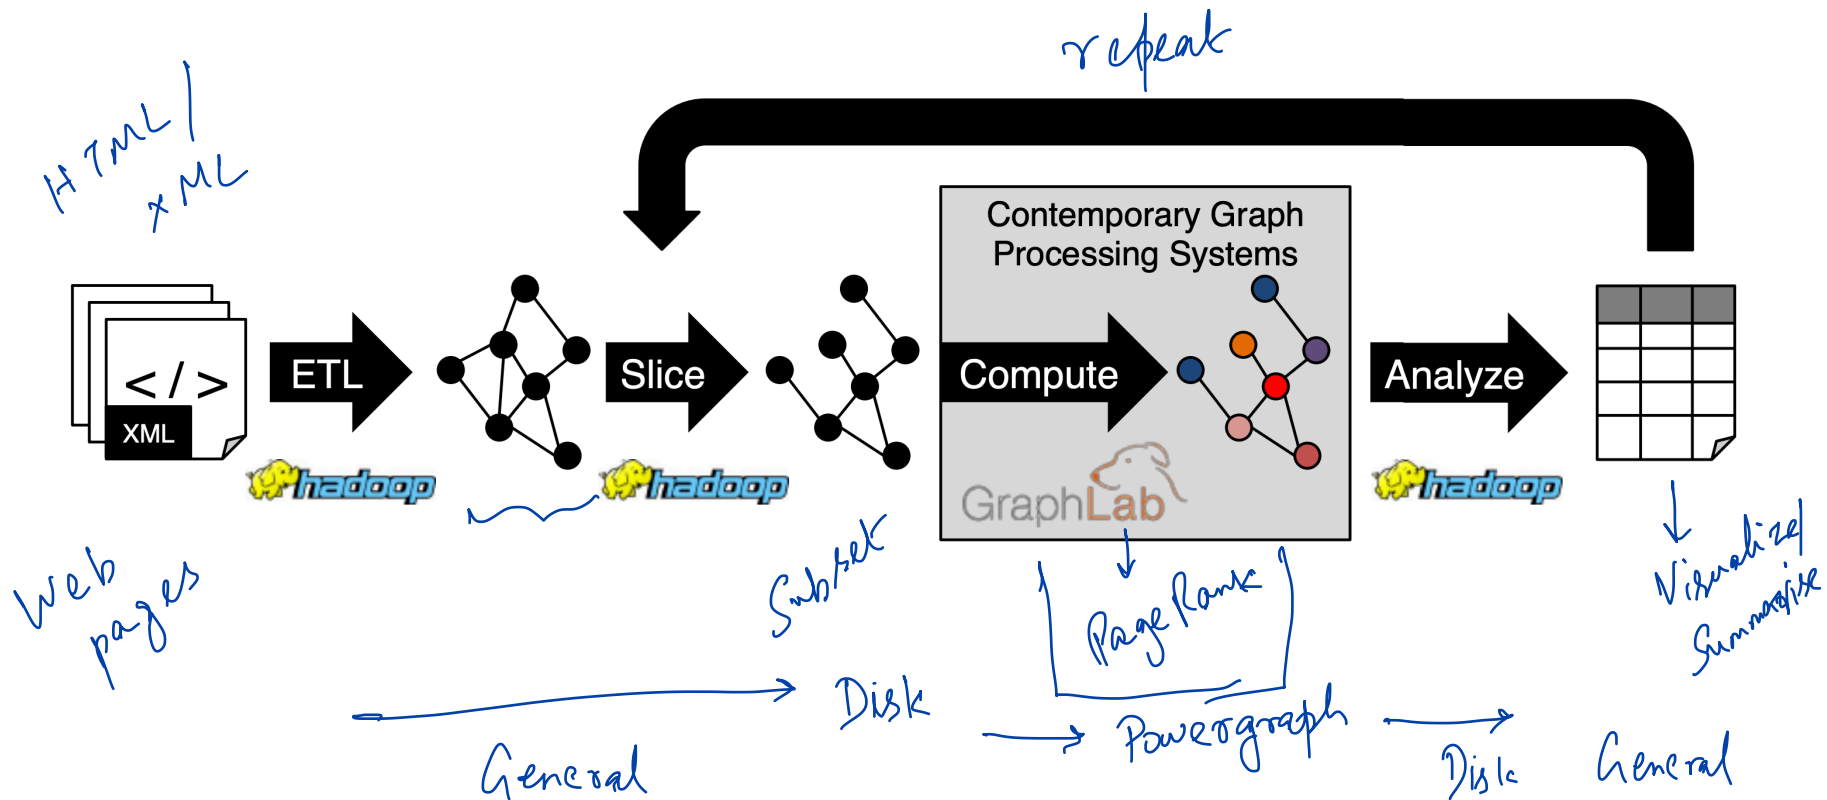 repeat
HTML/
XML
Contemporary Graph
Processing Systems
</>
XML
ETL
Slice
Compute
Analyze
hadoop
hadoop
GraphLab
hadoop
Web
pages
Subset
PageRank
Visualize/
Summarise
Disk
Powergraph
General
Disk
General